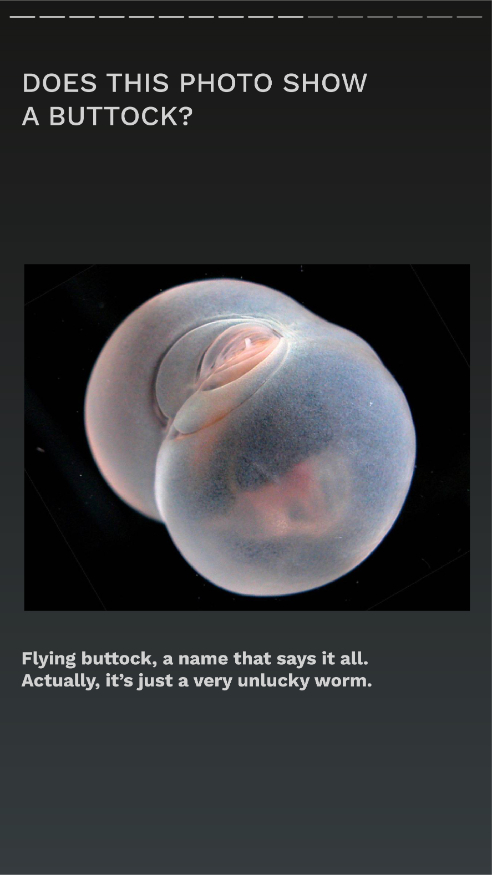 DOES THIS PHOTO SHOW
A BUTTOCK?
Flying buttock, a name that says it all.
Actually, it’s just a very unlucky worm.